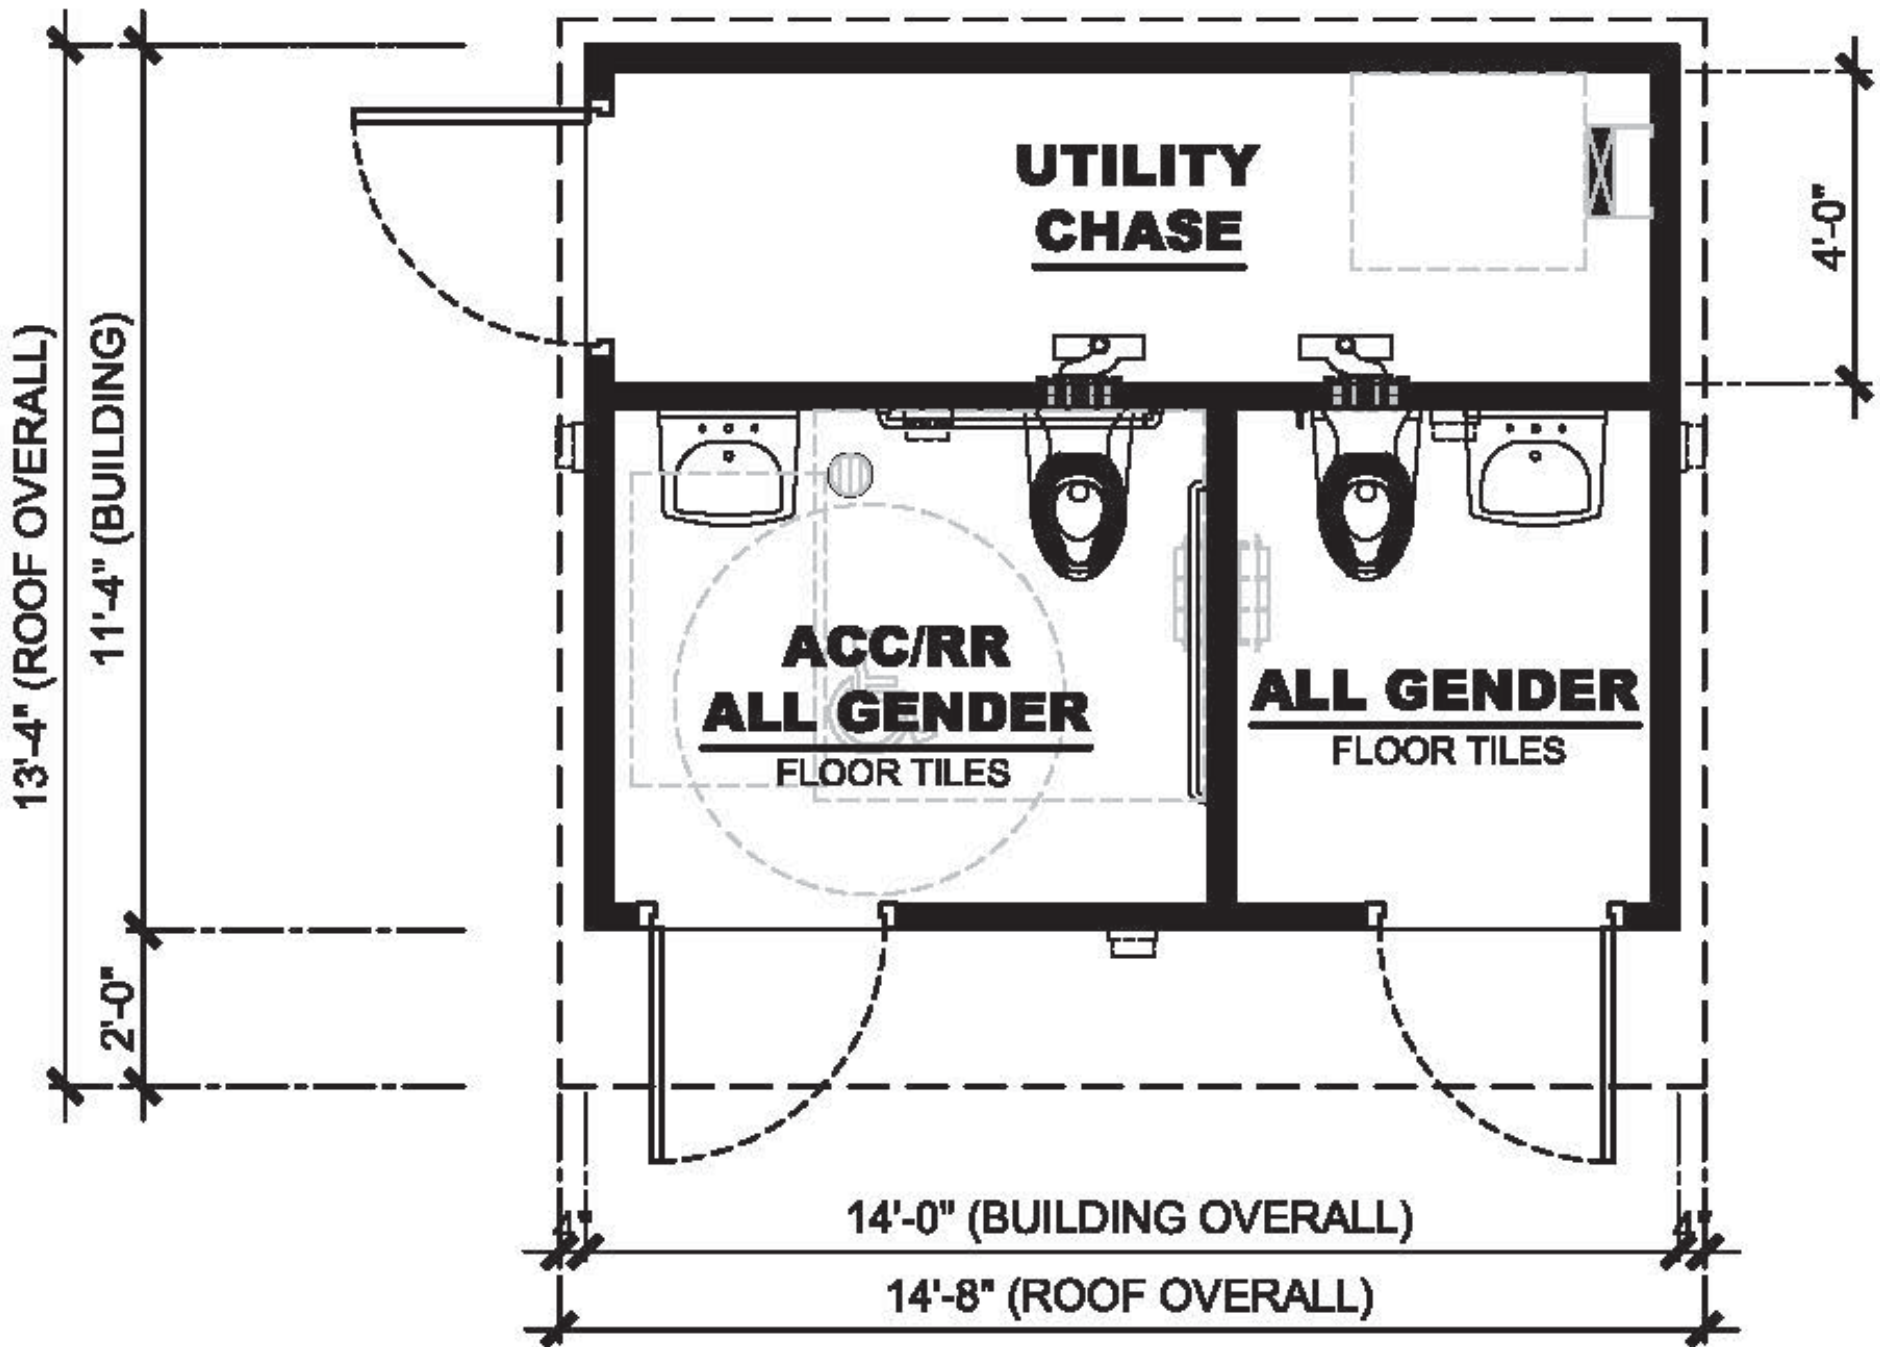 UTILITY
CHASE
4'-0"
13'-4" (ROOF OVERALL)
11'-4" (BUILDING)
2'-0"
ACC/RR
ALL GENDER
FLOOR TILES
ALL GENDER
FLOOR TILES
4"
14'-0" (BUILDING OVERALL)
4"
14'-8" (ROOF OVERALL)